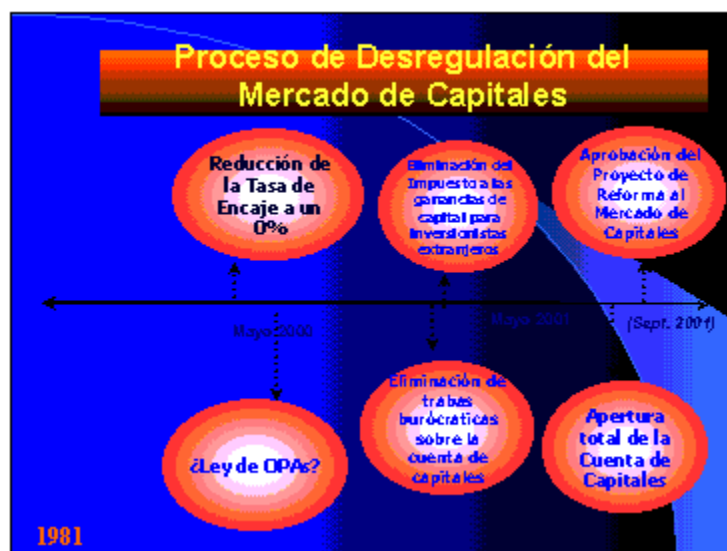 Proceso de Desregulación del
Mercado de Capitales
Reducción de
la Tasa de
Encaje a un
0%
Eliminación del
Impuesto a las
ganancias de
capital para
inversionistas
extranjeros
Aprobación del
Proyecto de
Reforma al
Mercado de
Capitales
Mayo 2000
Mayo 2001
(Sept. 2001)
¿Ley de OPAs?
Eliminación de
trabas
burócraticas
sobre la
cuenta de
capitales
Apertura
total de la
Cuenta de
Capitales
1981